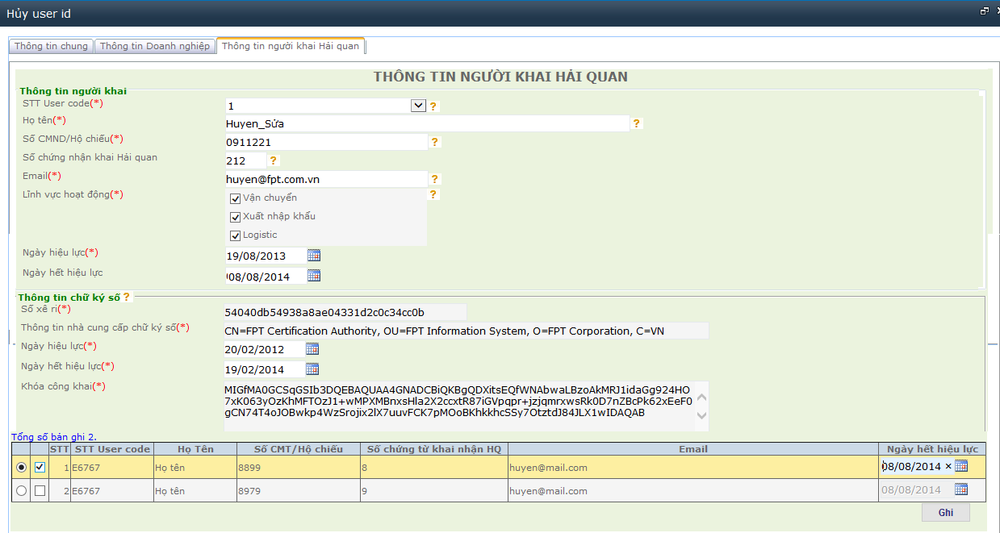 Hủy user id
Thông tin chung Thông tin Doanh nghiệp Thông tin người khai Hải quan
THÔNG TIN NGƯỜI KHAI HẢI QUAN
Thông tin người khai
STT User code(*) 1 ?
Họ tên(*) Huyen_Sửa ?
Số CMND/Hộ chiếu(*) 0911221 ?
Số chứng nhận khai Hải quan 212 ?
Email(*) huyen@fpt.com.vn ?
Lĩnh vực hoạt động(*) ?
Vận chuyển
Xuất nhập khẩu
Logistic
Ngày hiệu lực(*) 19/08/2013
Ngày hết hiệu lực 08/08/2014
Thông tin chữ ký số ?
Số xê ri(*) 54040db54938a8ae04331d2c0c34cc0b
Thông tin nhà cung cấp chữ ký số(*) CN=FPT Certification Authority, OU=FPT Information System, O=FPT Corporation, C=VN
Ngày hiệu lực(*) 20/02/2012
Ngày hết hiệu lực(*) 19/02/2014
Khóa công khai(*) MIGfMA0GCSqGSIb3DQEBAQUAA4GNADCBiQKBgQDXitsEQfWNAbwaLBzoAkMRJ1idaGg924HO
7xK063yOzKhMFTOzJ1+wMPXMBnxsHla2X2ccxtR87iGVpqpr+jzjqmrxwsRk0D7nZBcPk62xEeF0
gCN74T4oJOBwkp4WzSrojix2lX7uuvFCK7pMOoBKhkkhcSSy7OtztdJ84JLX1wIDAQAB
Tổng số bản ghi 2.
STT STT User code Họ Tên Số CMT/Hộ chiếu Số chứng từ khai nhận HQ Email Ngày hết hiệu lực
1 E6767 Họ tên 8899 8 huyen@mail.com 08/08/2014 ×
2 E6767 Họ tên 8979 9 huyen@mail.com 08/08/2014
Ghi